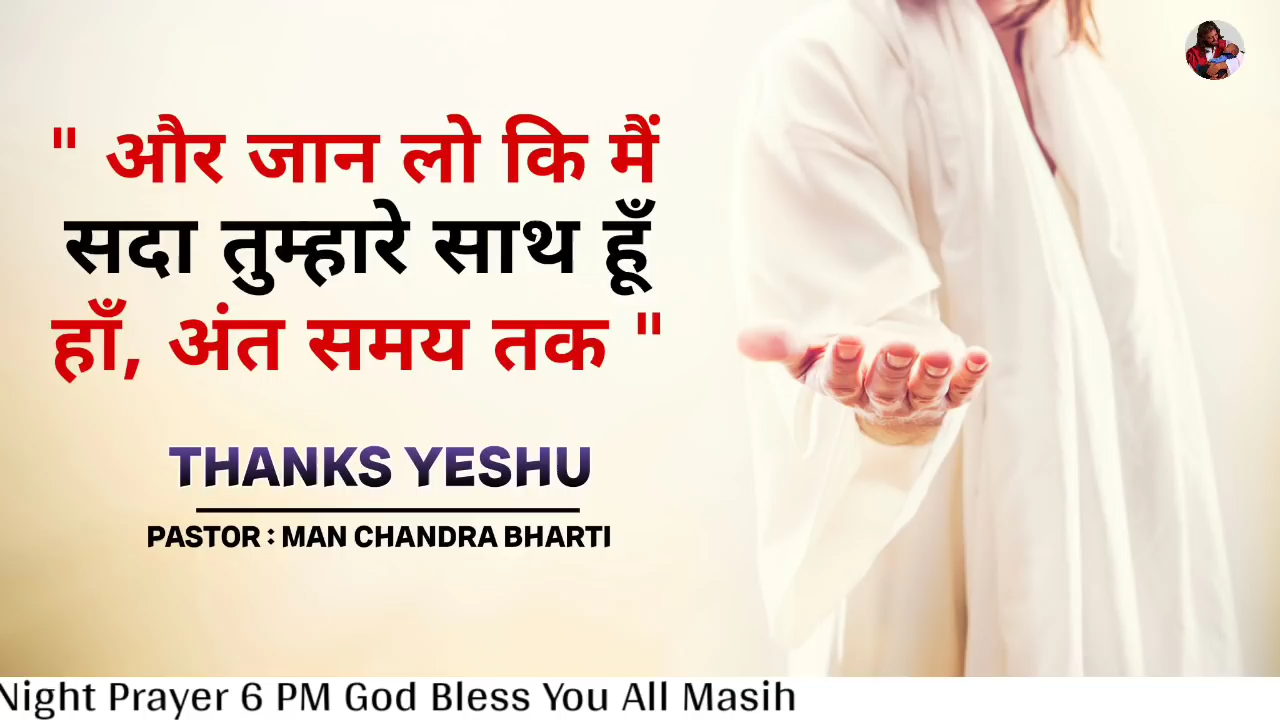 " और जान लो कि मैं
सदा तुम्हारे साथ हूँ
हाँ, अंत समय तक "
THANKS YESHU
PASTOR : MAN CHANDRA BHARTI
Night Prayer 6 PM God Bless You All Masih